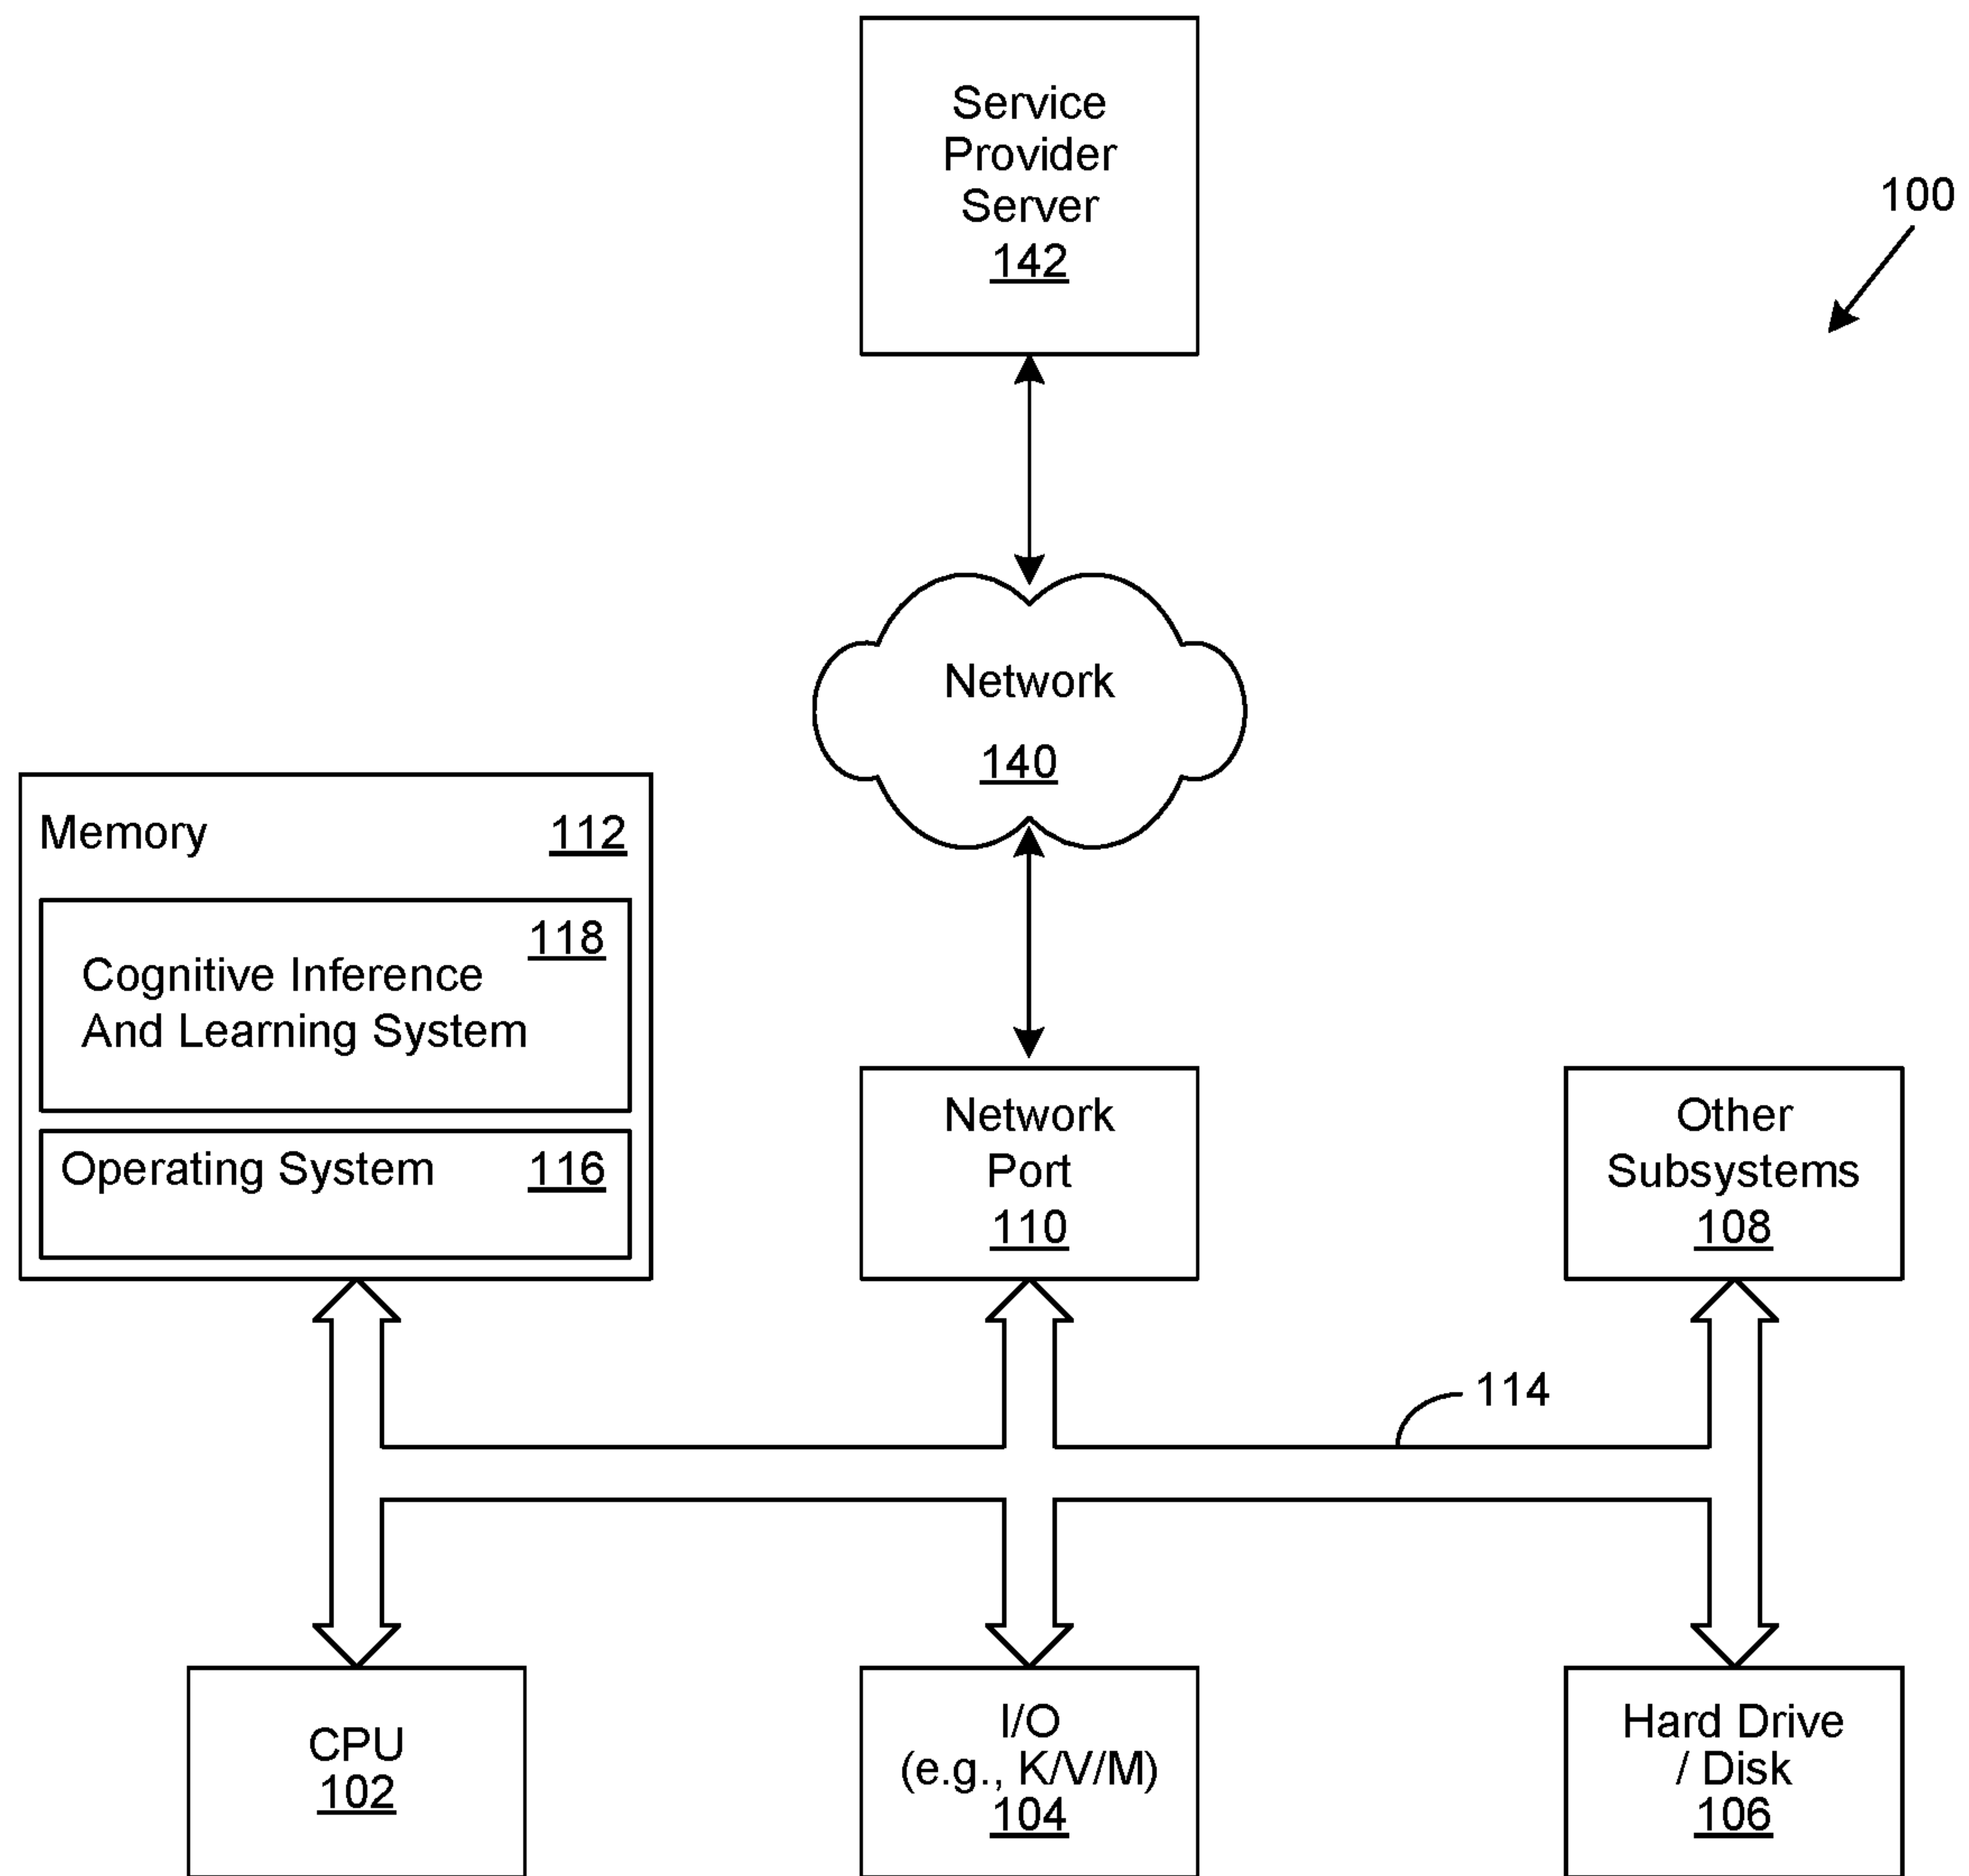 Service
Provider
Server
142
100
Network
140
Memory 112
118
Cognitive Inference
And Learning System
Operating System 116
Network
Port
110
Other
Subsystems
108
114
CPU
102
I/O
(e.g., K/V/M)
104
Hard Drive
/ Disk
106